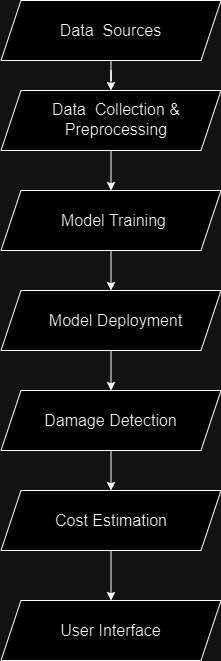 Data  Sources
Data  Collection &
Preprocessing
Model Training
Model Deployment
Damage Detection
Cost Estimation
User Interface